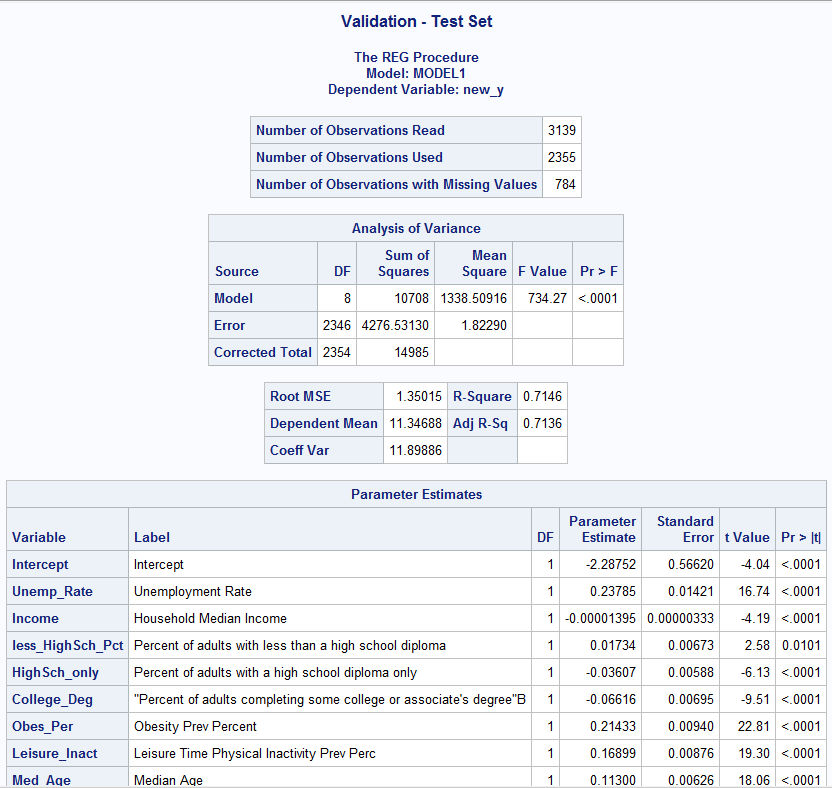 Validation - Test Set
The REG Procedure
Model: MODEL1
Dependent Variable: new_y
Number of Observations Read 3139
Number of Observations Used 2355
Number of Observations with Missing Values 784
Analysis of Variance
Source DF Sum of Squares Mean Square F Value Pr > F
Model 8 10708 1338.50916 734.27 <.0001
Error 2346 4276.53130 1.82290
Corrected Total 2354 14985
Root MSE 1.35015 R-Square 0.7146
Dependent Mean 11.34688 Adj R-Sq 0.7136
Coeff Var 11.89886
Parameter Estimates
Variable Label DF Parameter Estimate Standard Error t Value Pr > |t|
Intercept Intercept 1 -2.28752 0.56620 -4.04 <.0001
Unemp_Rate Unemployment Rate 1 0.23785 0.01421 16.74 <.0001
Income Household Median Income 1 -0.00001395 0.00000333 -4.19 <.0001
less_HighSch_Pct Percent of adults with less than a high school diploma 1 0.01734 0.00673 2.58 0.0101
HighSch_only Percent of adults with a high school diploma only 1 -0.03607 0.00588 -6.13 <.0001
College_Deg "Percent of adults completing some college or associate's degree"B 1 -0.06616 0.00695 -9.51 <.0001
Obes_Per Obesity Prev Percent 1 0.21433 0.00940 22.81 <.0001
Leisure_Inact Leisure Time Physical Inactivity Prev Perc 1 0.16899 0.00876 19.30 <.0001
Med_Age Median Age 1 0.11300 0.00626 18.06 <.0001